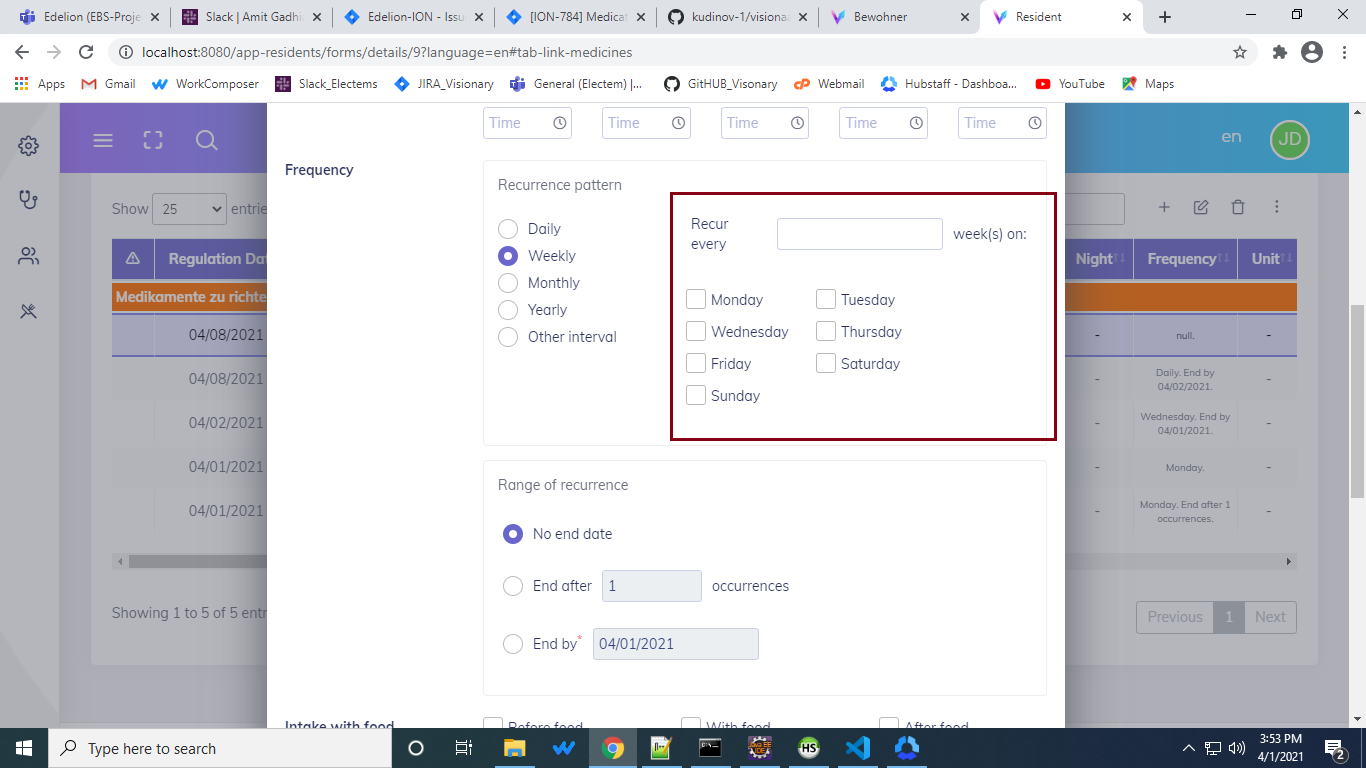 Edelion (EBS-Proje
Slack | Amit Gadhi
Edelion-ION - Issu
[ION-784] Medicat
kudinov-1/visiona
Bewohner
Resident
localhost:8080/app-residents/forms/details/9?language=en#tab-link-medicines
Apps
Gmail
WorkComposer
Slack_Electems
JIRA_Visionary
General (Electem) |...
GitHUB_Visonary
Webmail
Hubstaff - Dashboa...
YouTube
Maps
en
JD
Time
Time
Time
Time
Time
Frequency
Recurrence pattern
Daily
Weekly
Monthly
Yearly
Other interval
Recur
every
week(s) on:
Monday
Tuesday
Wednesday
Thursday
Friday
Saturday
Sunday
Range of recurrence
No end date
End after
1
occurrences
End by*
04/01/2021
Intake with food
Before food
With food
After food
Show
25
entrie
Regulation Dat
Night
Frequency
Unit
Medikamente zu richte
04/08/2021
-
null.
-
04/08/2021
-
Daily. End by
04/02/2021.
-
04/02/2021
-
Wednesday. End by
04/01/2021.
-
04/01/2021
-
Monday.
-
04/01/2021
-
Monday. End after 1
occurrences.
-
Showing 1 to 5 of 5 entr
Previous
1
Next
Type here to search
HS
3:53 PM
4/1/2021
2